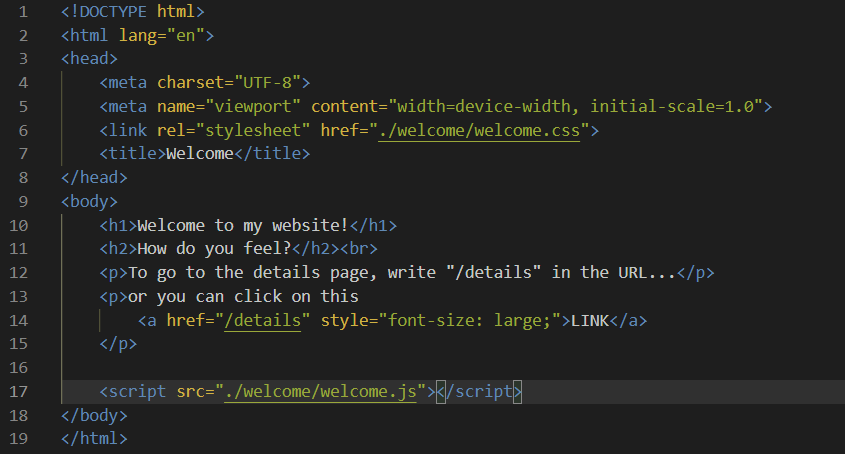 1 <!DOCTYPE html>
2 <html lang="en">
3 <head>
4     <meta charset="UTF-8">
5     <meta name="viewport" content="width=device-width, initial-scale=1.0">
6     <link rel="stylesheet" href="./welcome/welcome.css">
7     <title>Welcome</title>
8 </head>
9 <body>
10     <h1>Welcome to my website!</h1>
11     <h2>How do you feel?</h2><br>
12     <p>To go to the details page, write "/details" in the URL...</p>
13     <p>or you can click on this
14         <a href="/details" style="font-size: large;">LINK</a>
15     </p>
16
17     <script src="./welcome/welcome.js"></script>
18 </body>
19 </html>